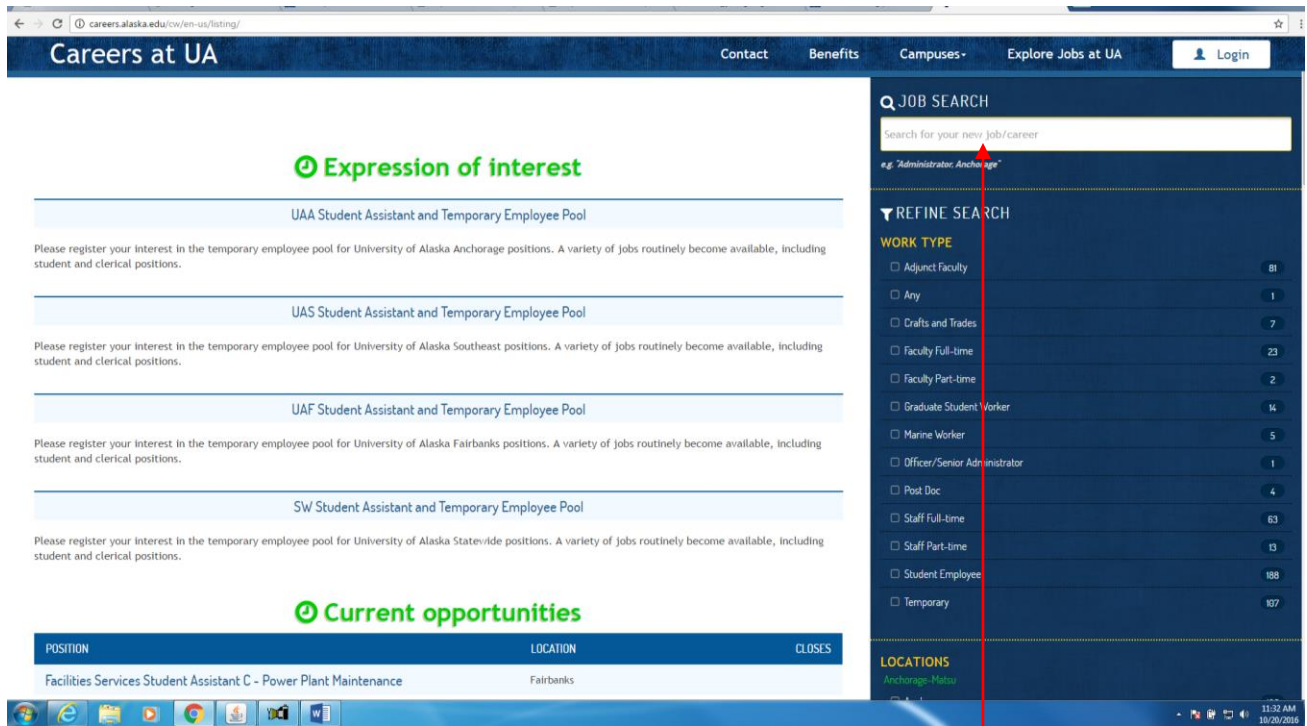 careers.alaska.edu/cw/en-us/listing/
Careers at UA
Contact
Benefits
Campuses
Explore Jobs at UA
Login
Expression of interest
UAA Student Assistant and Temporary Employee Pool
Please register your interest in the temporary employee pool for University of Alaska Anchorage positions. A variety of jobs routinely become available, including
student and clerical positions.
UAS Student Assistant and Temporary Employee Pool
Please register your interest in the temporary employee pool for University of Alaska Southeast positions. A variety of jobs routinely become available, including
student and clerical positions.
UAF Student Assistant and Temporary Employee Pool
Please register your interest in the temporary employee pool for University of Alaska Fairbanks positions. A variety of jobs routinely become available, including
student and clerical positions.
SW Student Assistant and Temporary Employee Pool
Please register your interest in the temporary employee pool for University of Alaska Statewide positions. A variety of jobs routinely become available, including
student and clerical positions.
Current opportunities
POSITION LOCATION CLOSES
Facilities Services Student Assistant C - Power Plant Maintenance Fairbanks
JOB SEARCH
Search for your new job/career
e.g. "Administrator, Anchorage"
REFINE SEARCH
WORK TYPE
Adjunct Faculty 81
Any 1
Crafts and Trades 7
Faculty Full-time 23
Faculty Part-time 2
Graduate Student Worker 14
Marine Worker 5
Officer/Senior Administrator 1
Post Doc 4
Staff Full-time 63
Staff Part-time 13
Student Employee 188
Temporary 107
LOCATIONS
Anchorage-Matsu
11:32 AM
10/20/2016